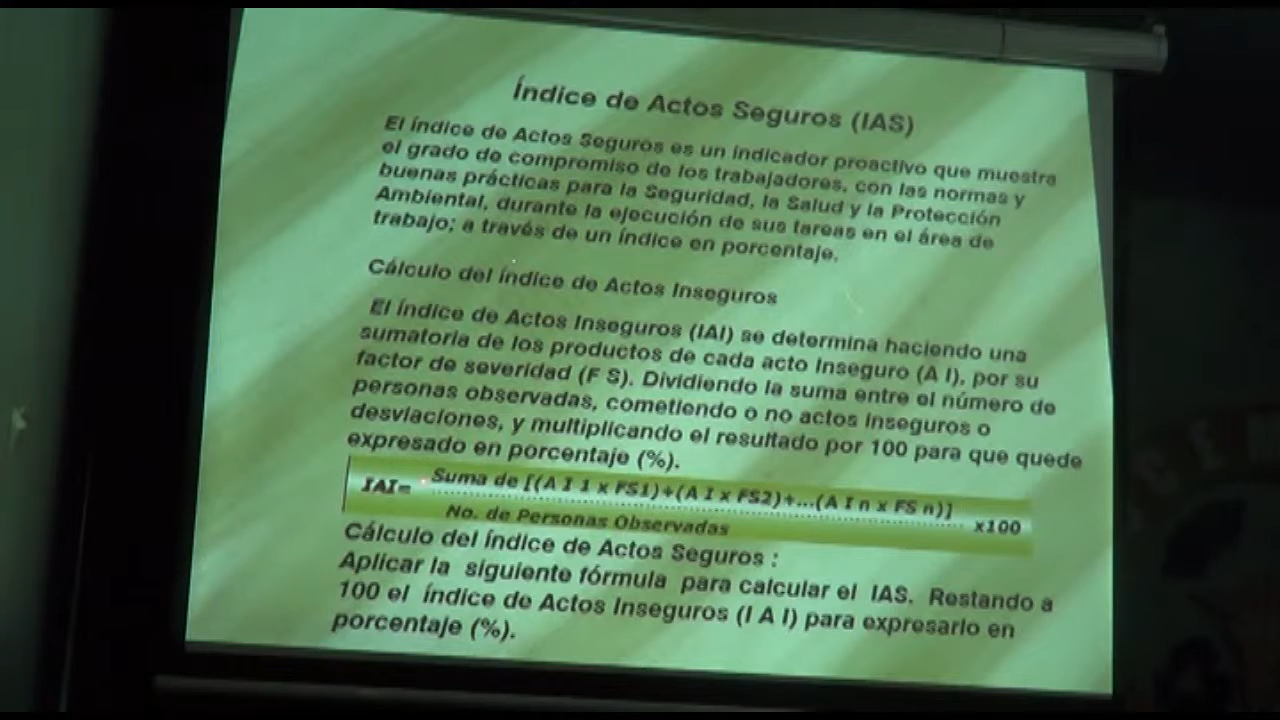 Índice de Actos Seguros (IAS)
El índice de Actos Seguros es un indicador proactivo que muestra
el grado de compromiso de los trabajadores, con las normas y
buenas prácticas para la Seguridad, la Salud y la Protección
Ambiental, durante la ejecución de sus tareas en el área de
trabajo; a través de un índice en porcentaje.
Cálculo del índice de Actos Inseguros
El índice de Actos Inseguros (IAI) se determina haciendo una
sumatoria de los productos de cada acto Inseguro (A I), por su
factor de severidad (F S). Dividiendo la suma entre el número de
personas observadas, cometiendo o no actos inseguros o
desviaciones, y multiplicando el resultado por 100 para que quede
expresado en porcentaje (%).
IAI= Suma de [(A I 1 x FS1)+(A I x FS2)+...(A I n x FS n)]
No. de Personas Observadas x100
Cálculo del índice de Actos Seguros :
Aplicar la siguiente fórmula para calcular el IAS. Restando a
100 el índice de Actos Inseguros (I A I) para expresarlo en
porcentaje (%).